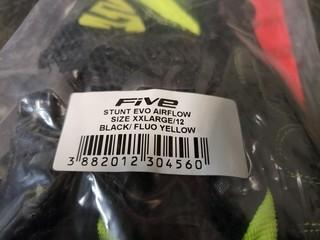 FIVE
STUNT EVO AIRFLOW
SIZE XXLARGE/12
BLACK/ FLUO YELLOW
3 882012 304560